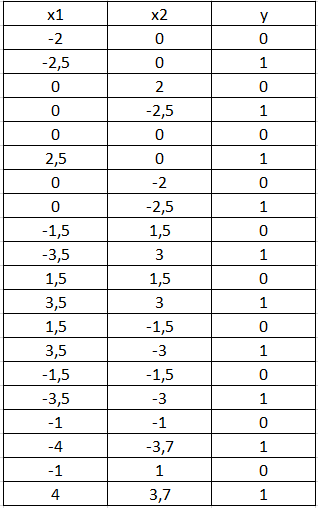 x1 x2 y
-2 0 0
-2,5 0 1
0 2 0
0 -2,5 1
0 0 0
2,5 0 1
0 -2 0
0 -2,5 1
-1,5 1,5 0
-3,5 3 1
1,5 1,5 0
3,5 3 1
1,5 -1,5 0
3,5 -3 1
-1,5 -1,5 0
-3,5 -3 1
-1 -1 0
-4 -3,7 1
-1 1 0
4 3,7 1